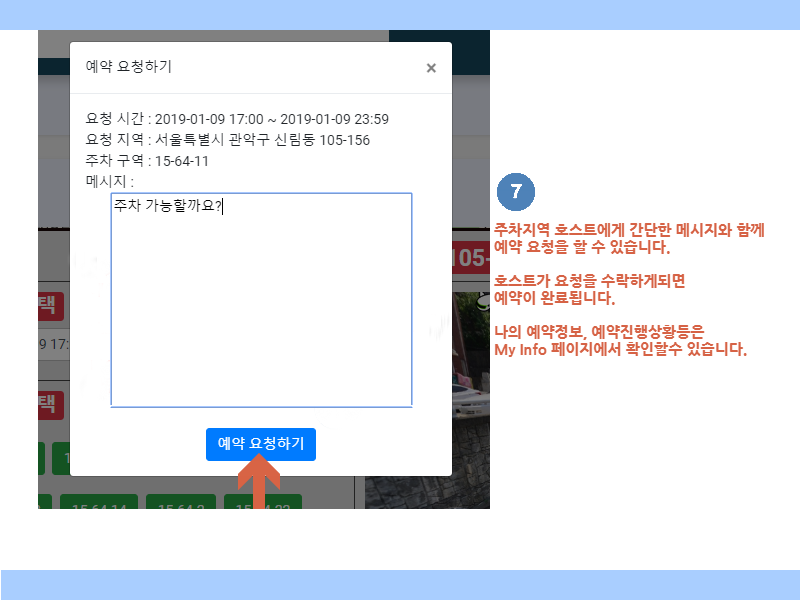 예약 요청하기
×
요청 시간 : 2019-01-09 17:00 ~ 2019-01-09 23:59
요청 지역 : 서울특별시 관악구 신림동 105-156
주차 구역 : 15-64-11
메시지 :
주차 가능할까요?
예약 요청하기
105-
택
9 17:
택
15-64-14
15-64-2
7
주차지역 호스트에게 간단한 메시지와 함께
예약 요청을 할 수 있습니다.
호스트가 요청을 수락하게되면
예약이 완료됩니다.
나의 예약정보, 예약진행상황등은
My Info 페이지에서 확인할수 있습니다.